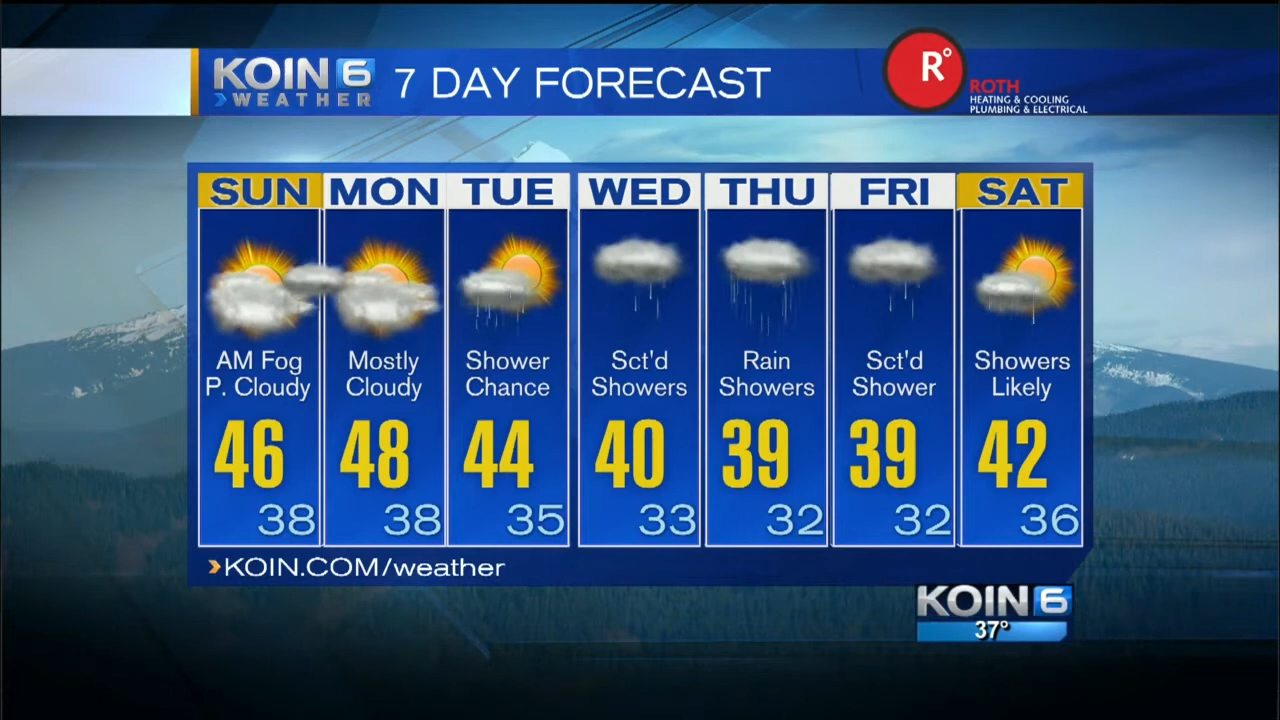 KOIN 6
WEATHER
7 DAY FORECAST
R°
ROTH
HEATING & COOLING
PLUMBING & ELECTRICAL
SUN MON TUE WED THU FRI SAT
AM Fog Mostly Shower Sct'd Rain Sct'd Showers
P. Cloudy Cloudy Chance Showers Showers Shower Likely
46 48 44 40 39 39 42
38 38 35 33 32 32 36
KOIN.COM/weather
KOIN 6
37°